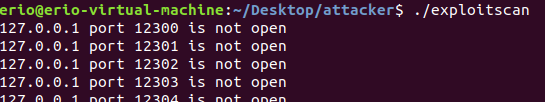 erio@erio-virtual-machine:~/Desktop/attacker$ ./exploitscan
127.0.0.1 port 12300 is not open
127.0.0.1 port 12301 is not open
127.0.0.1 port 12302 is not open
127.0.0.1 port 12303 is not open
127.0.0.1 port 12304 is not open